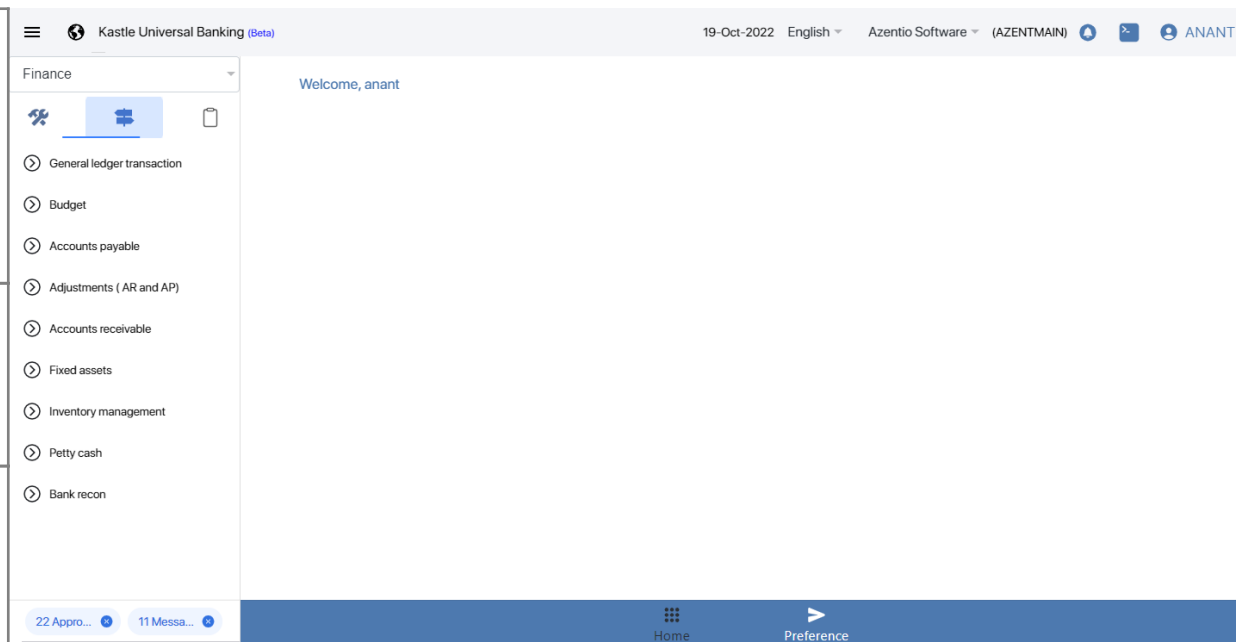 Kastle Universal Banking (Beta) 19-Oct-2022 English Azentio Software (AZENTMAIN) ANANT
Finance
Welcome, anant
General ledger transaction
Budget
Accounts payable
Adjustments ( AR and AP)
Accounts receivable
Fixed assets
Inventory management
Petty cash
Bank recon
22 Appro... 11 Messa...
Home Preference